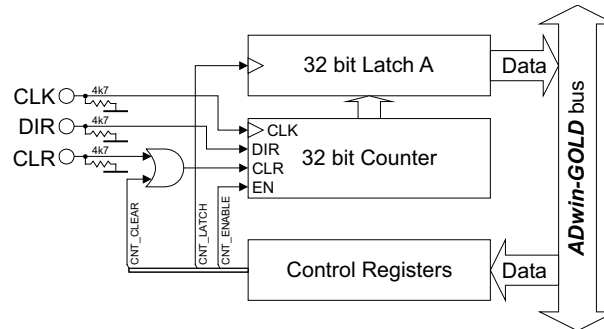 32 bit Latch A
Data
CLK
4k7
DIR
4k7
CLR
4k7
CLK
DIR
CLR
EN
32 bit Counter
CNT_CLEAR
CNT_LATCH
CNT_ENABLE
Control Registers
Data
ADwin-GOLD bus